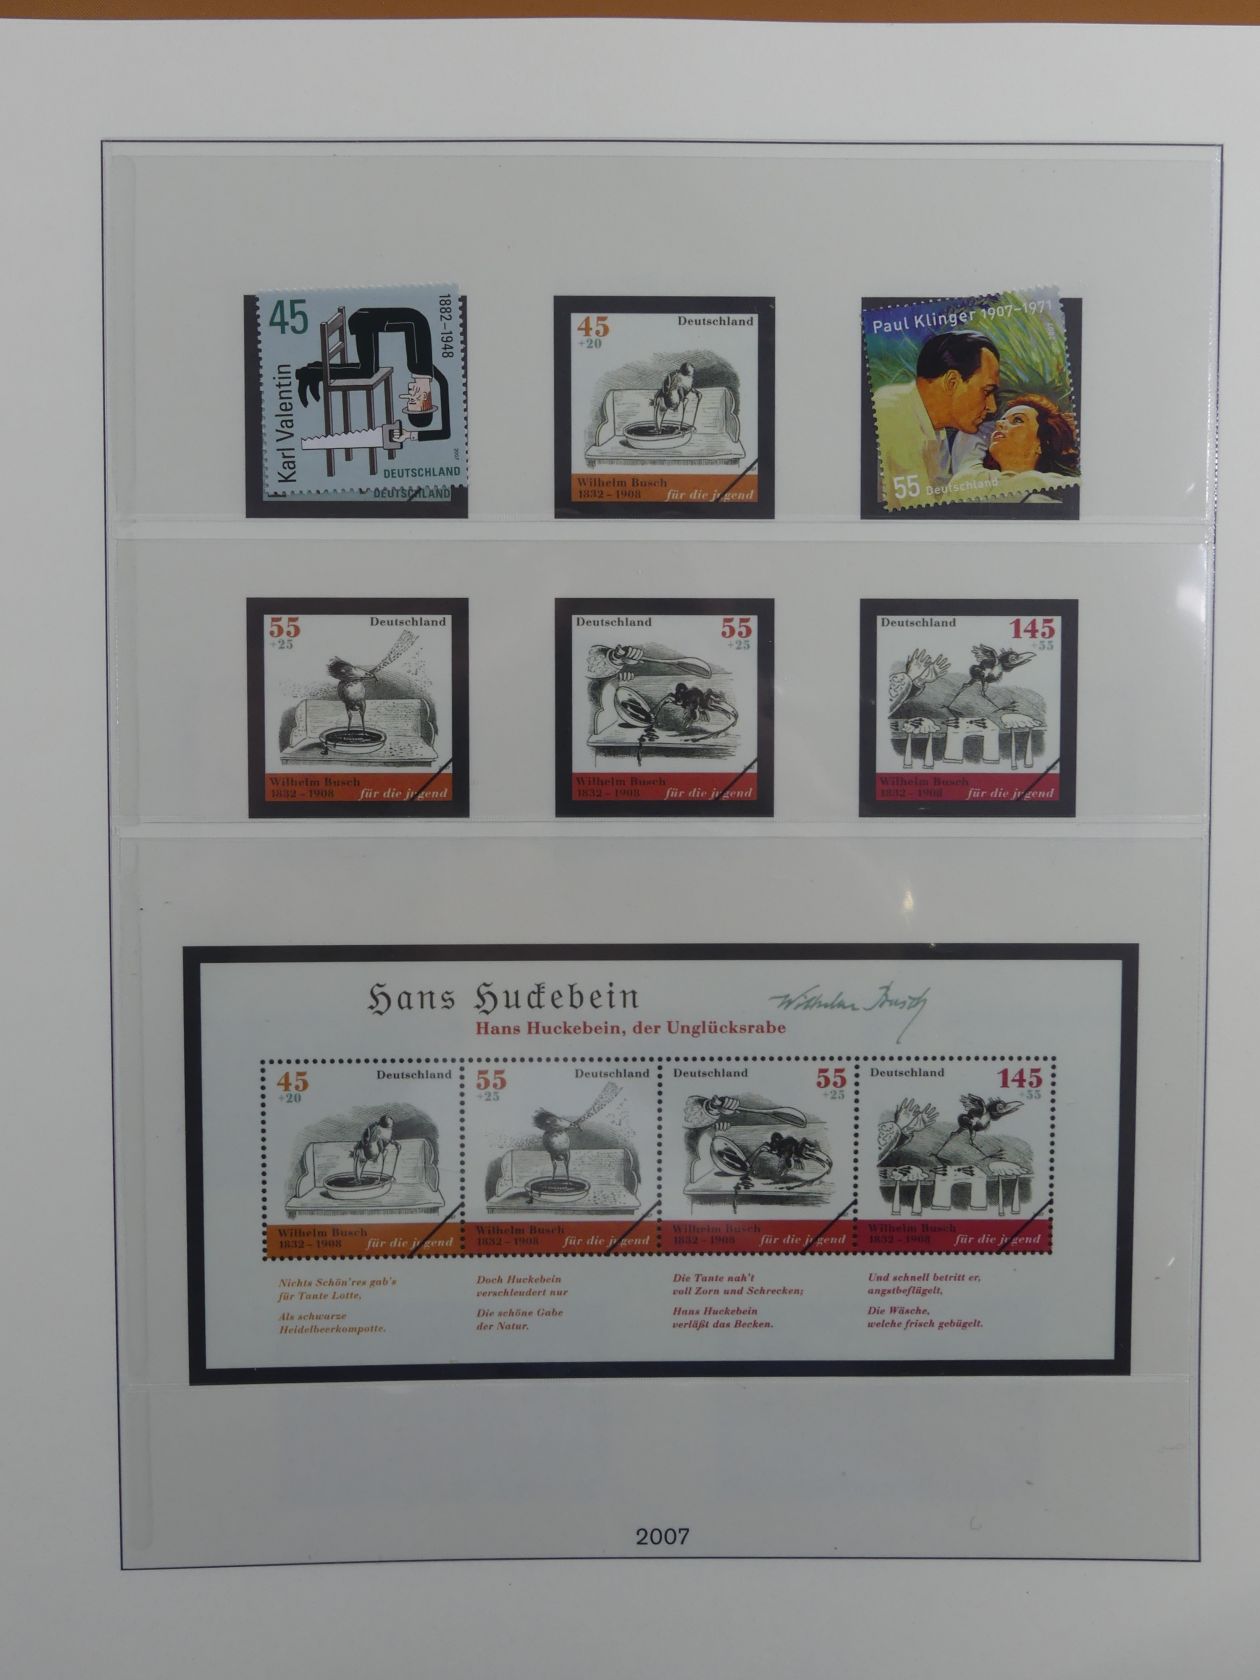 45
1882–1948
Karl Valentin
2007
DEUTSCHLAND
DEUTSCHLAND
45 Deutschland
+20
Wilhelm Busch
1832 – 1908 für die jugend
Paul Klinger 1907–1971
2007
55 Deutschland
55 Deutschland
+25
Wilhelm Busch
1832 – 1908 für die jugend
Deutschland 55
+25
Wilhelm Busch
1832 – 1908 für die jugend
Deutschland 145
+55
Wilhelm Busch
1832 – 1908 für die jugend
Hans Huckebein
Wilhelm Busch
Hans Huckebein, der Unglücksrabe
45 Deutschland
+20
Wilhelm Busch
1832 – 1908 für die jugend
55 Deutschland
+25
Wilhelm Busch
1832 – 1908 für die jugend
Deutschland 55
+25
Wilhelm Busch
1832 – 1908 für die jugend
Deutschland 145
+55
Wilhelm Busch
1832 – 1908 für die jugend
Nichts Schön'res gab's
für Tante Lotte,
Als schwarze
Heidelbeerkompotte.
Doch Huckebein
verschleudert nur
Die schöne Gabe
der Natur.
Die Tante nah't
voll Zorn und Schrecken;
Hans Huckebein
verläßt das Becken.
Und schnell betritt er,
angstbeflügelt,
Die Wäsche,
welche frisch gebügelt.
2007